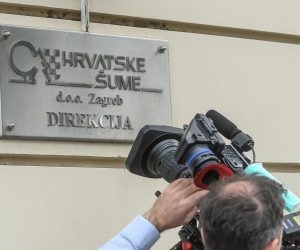 HRVATSKE
ŠUME
d.o.o. Zagreb
DIREKCIJA